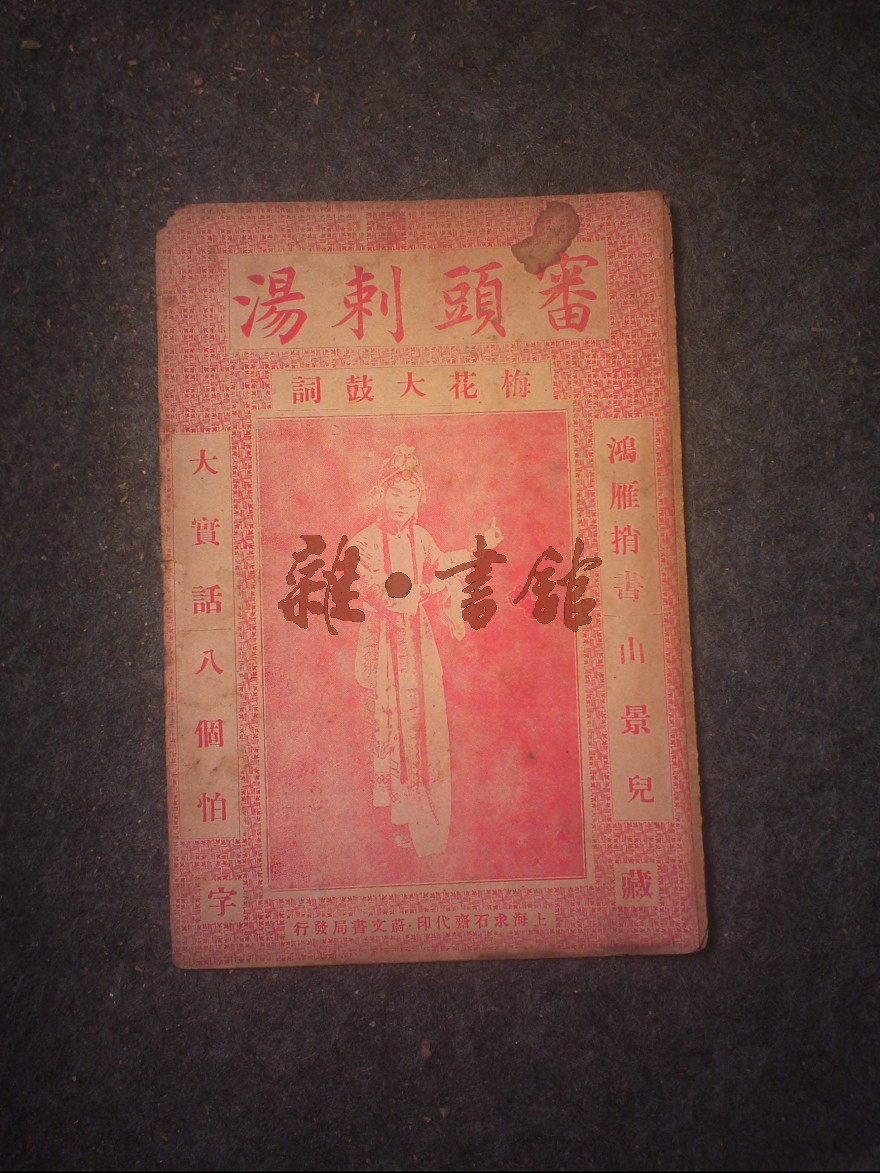 審頭刺湯
梅花大鼓詞
鴻雁捎書 山景兒
大實話 八個怕
藏字
上海求石齋代印·蔚文書局發行
雜·書館